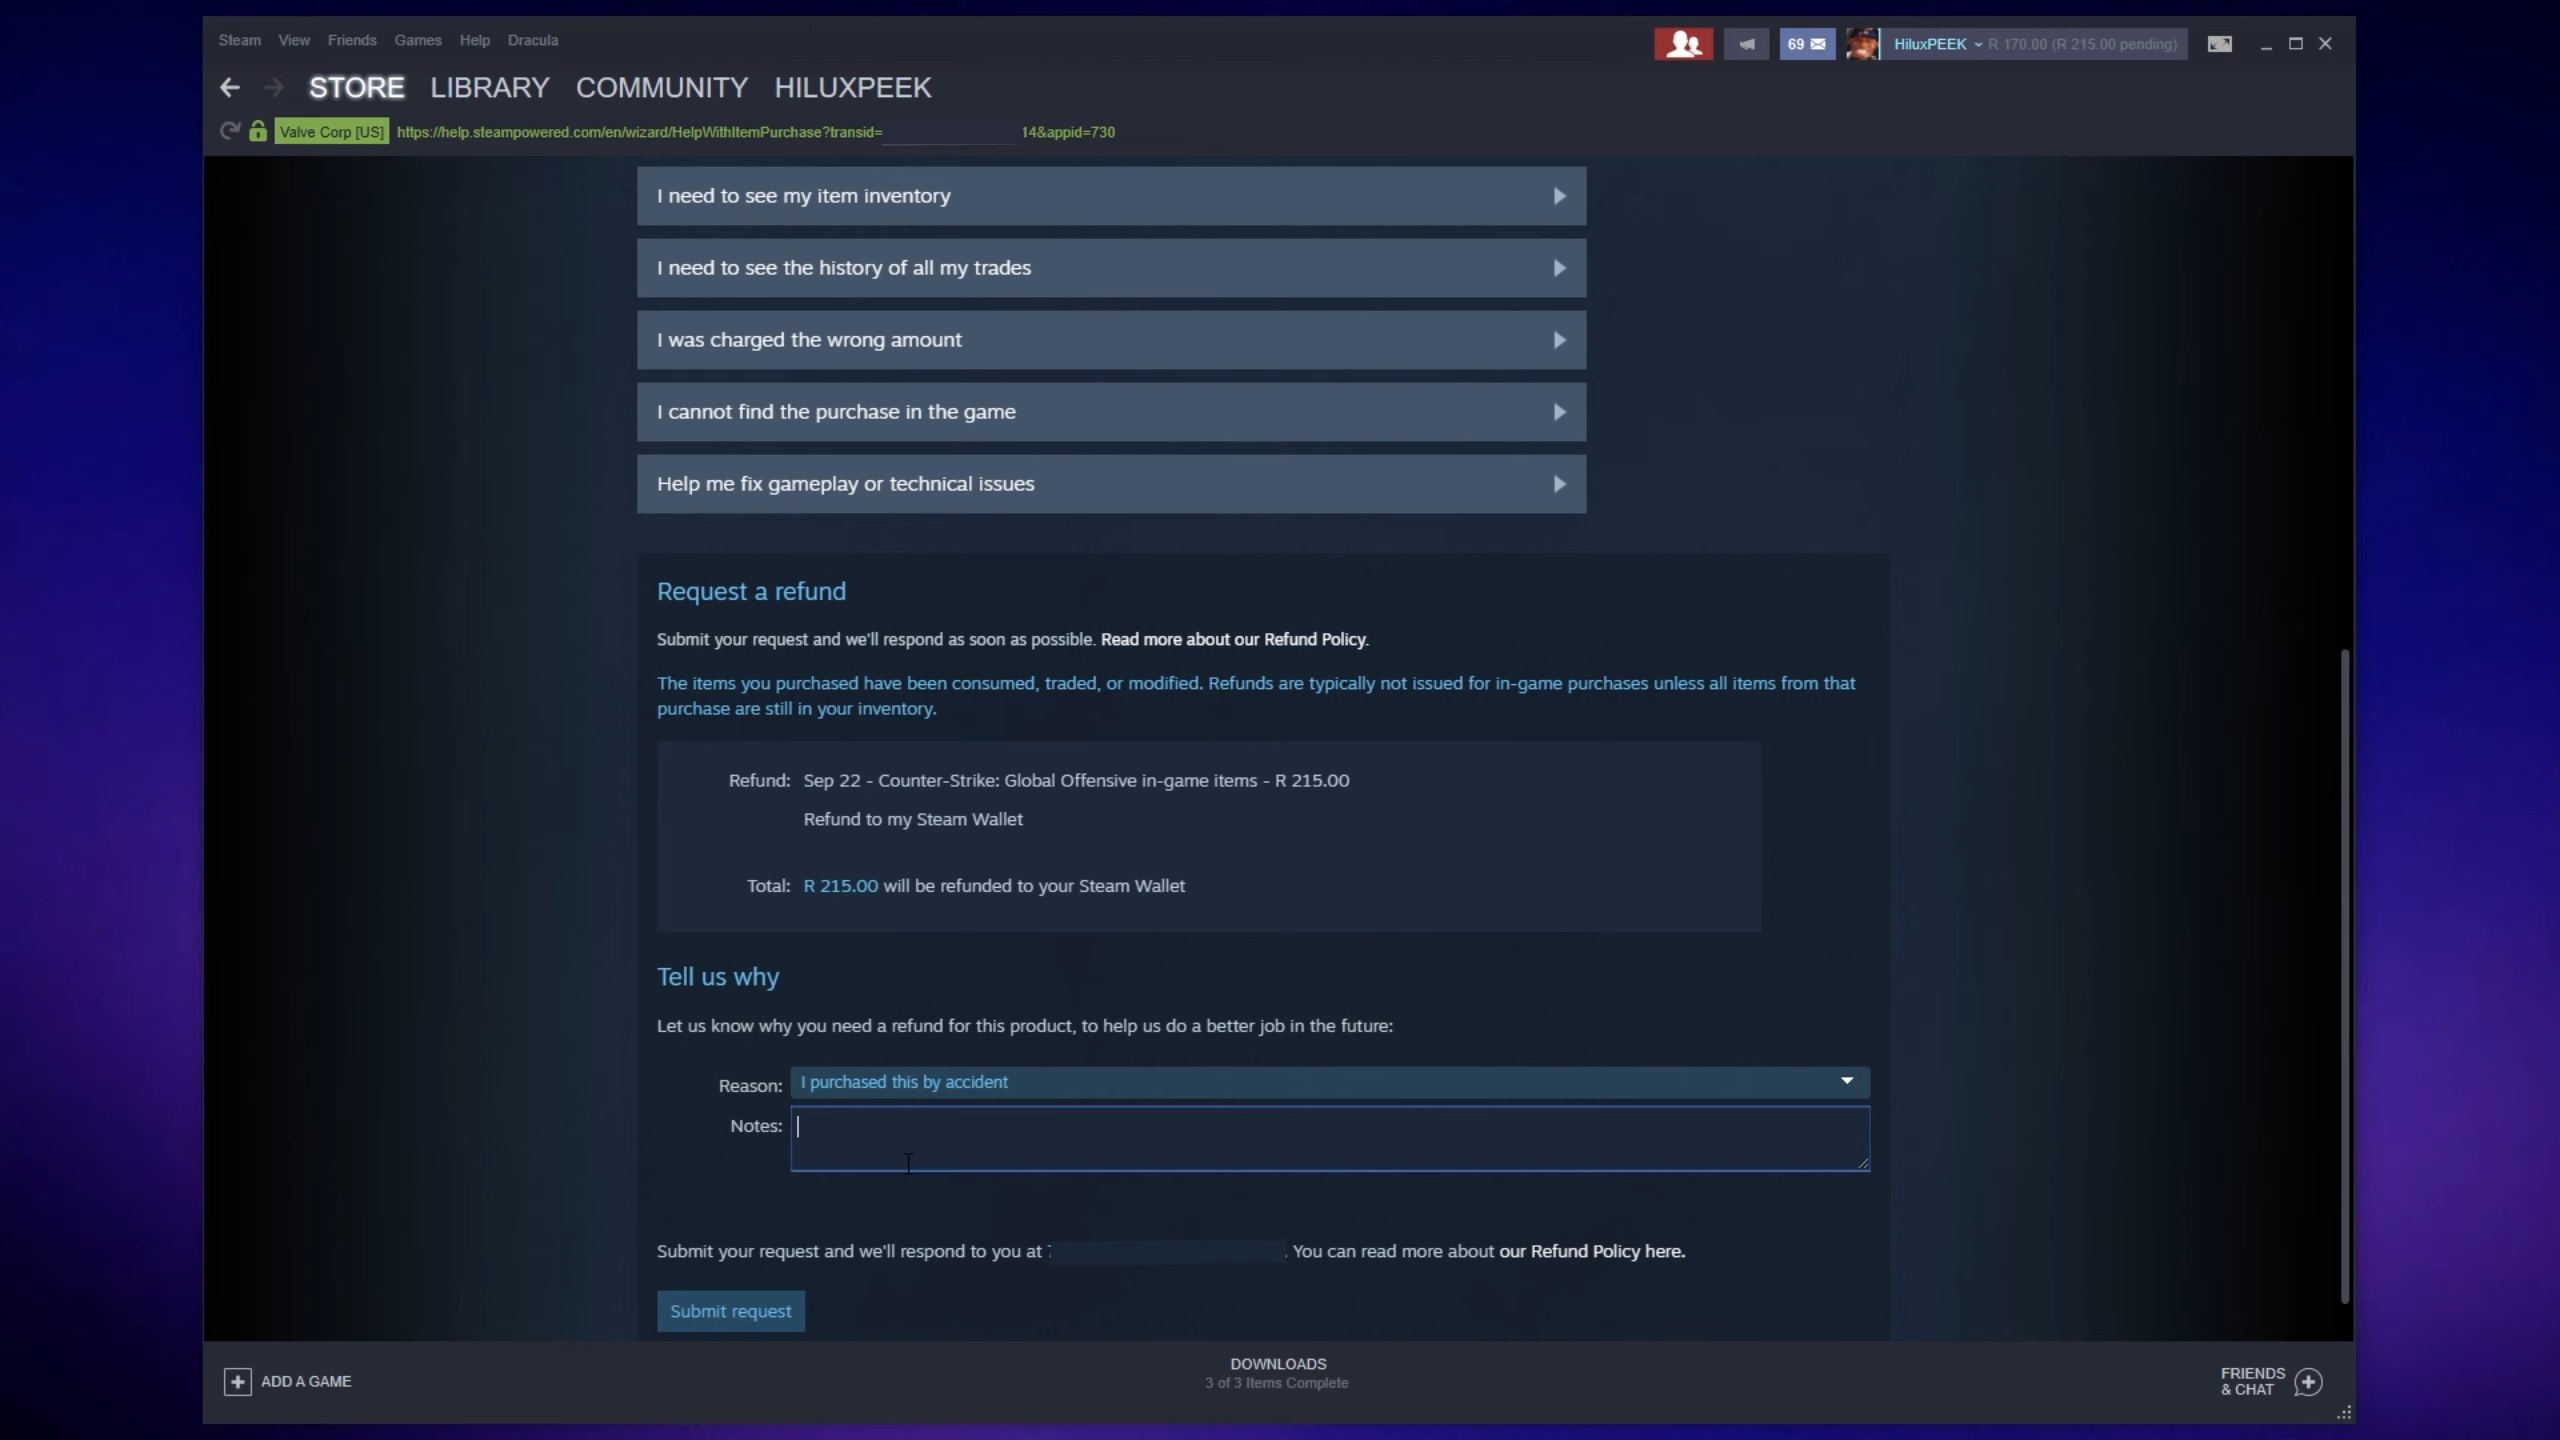 Steam View Friends Games Help Dracula
69 HiluxPEEK R 170.00 (R 215.00 pending)
STORE LIBRARY COMMUNITY HILUXPEEK
Valve Corp [US] https://help.steampowered.com/en/wizard/HelpWithItemPurchase?transid= 14&appid=730
I need to see my item inventory
I need to see the history of all my trades
I was charged the wrong amount
I cannot find the purchase in the game
Help me fix gameplay or technical issues
Request a refund
Submit your request and we'll respond as soon as possible. Read more about our Refund Policy.
The items you purchased have been consumed, traded, or modified. Refunds are typically not issued for in-game purchases unless all items from that
purchase are still in your inventory.
Refund: Sep 22 - Counter-Strike: Global Offensive in-game items - R 215.00
Refund to my Steam Wallet
Total: R 215.00 will be refunded to your Steam Wallet
Tell us why
Let us know why you need a refund for this product, to help us do a better job in the future:
Reason: I purchased this by accident
Notes:
Submit your request and we'll respond to you at . You can read more about our Refund Policy here.
Submit request
ADD A GAME
DOWNLOADS
3 of 3 Items Complete
FRIENDS
& CHAT